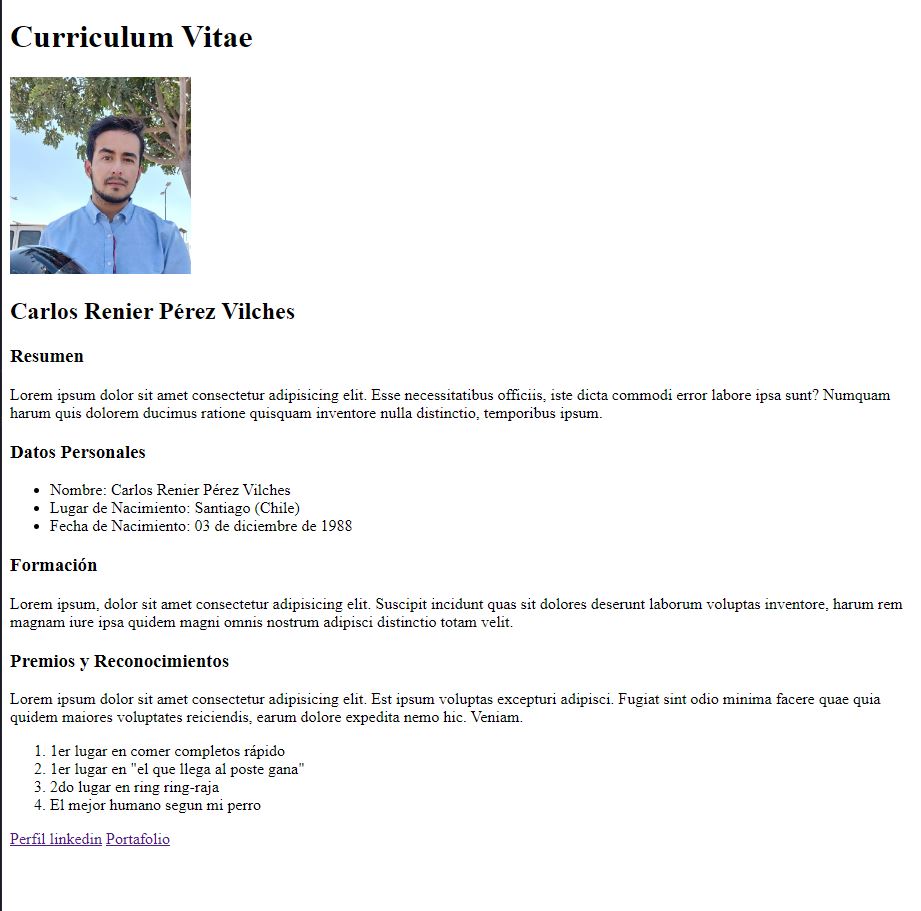 Curriculum Vitae
Carlos Renier Pérez Vilches
Resumen
Lorem ipsum dolor sit amet consectetur adipisicing elit. Esse necessitatibus officiis, iste dicta commodi error labore ipsa sunt? Numquam
harum quis dolorem ducimus ratione quisquam inventore nulla distinctio, temporibus ipsum.
Datos Personales
• Nombre: Carlos Renier Pérez Vilches
• Lugar de Nacimiento: Santiago (Chile)
• Fecha de Nacimiento: 03 de diciembre de 1988
Formación
Lorem ipsum, dolor sit amet consectetur adipisicing elit. Suscipit incidunt quas sit dolores deserunt laborum voluptas inventore, harum rem
magnam iure ipsa quidem magni omnis nostrum adipisci distinctio totam velit.
Premios y Reconocimientos
Lorem ipsum dolor sit amet consectetur adipisicing elit. Est ipsum voluptas excepturi adipisci. Fugiat sint odio minima facere quae quia
quidem maiores voluptates reiciendis, earum dolore expedita nemo hic. Veniam.
1. 1er lugar en comer completos rápido
2. 1er lugar en "el que llega al poste gana"
3. 2do lugar en ring ring-raja
4. El mejor humano segun mi perro
Perfil linkedin Portafolio